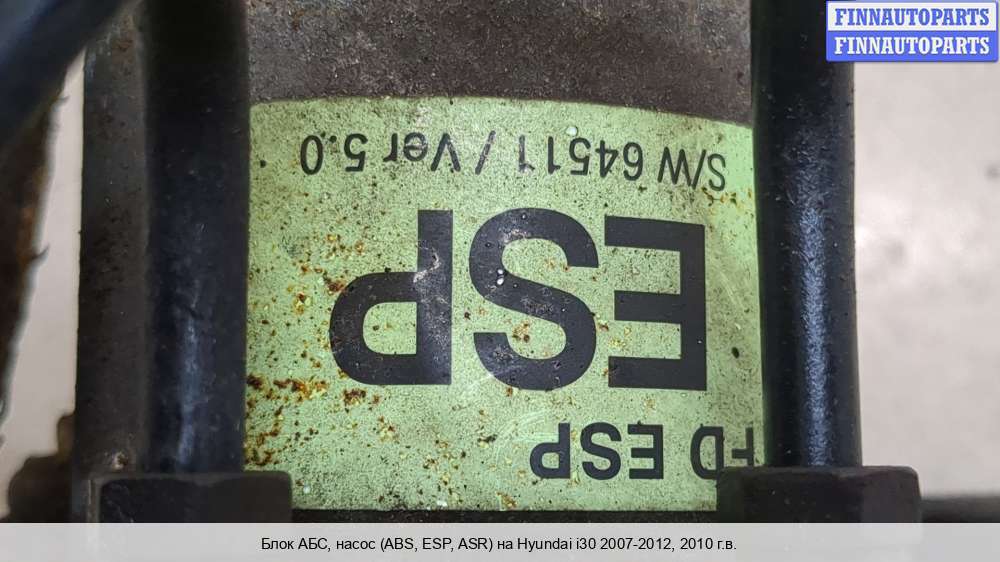 FINNAUTOPARTS
FINNAUTOPARTS
FD ESP
ESP
S/W 64511 / Ver 5.0
Блок АБС, насос (ABS, ESP, ASR) на Hyundai i30 2007-2012, 2010 г.в.